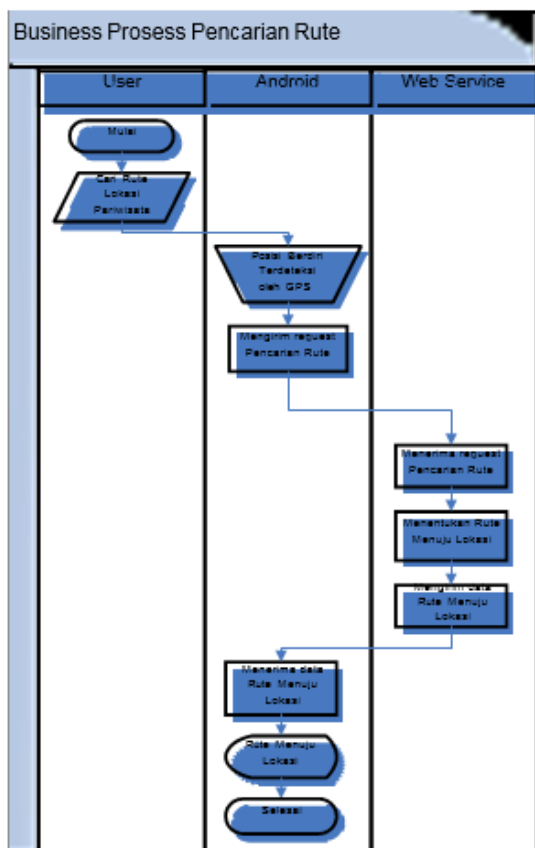 Business Prosess Pencarian Rute
User
Android
Web Service
Mulai
Cari Rute
Lokasi
Pariwisata
Posisi Berdiri
Terdeteksi
oleh GPS
Mengirim request
Pencarian Rute
Menerima request
Pencarian Rute
Menentukan Rute
Menuju Lokasi
Mengirim data
Rute Menuju
Lokasi
Menerima data
Rute Menuju
Lokasi
Rute Menuju
Lokasi
Selesai